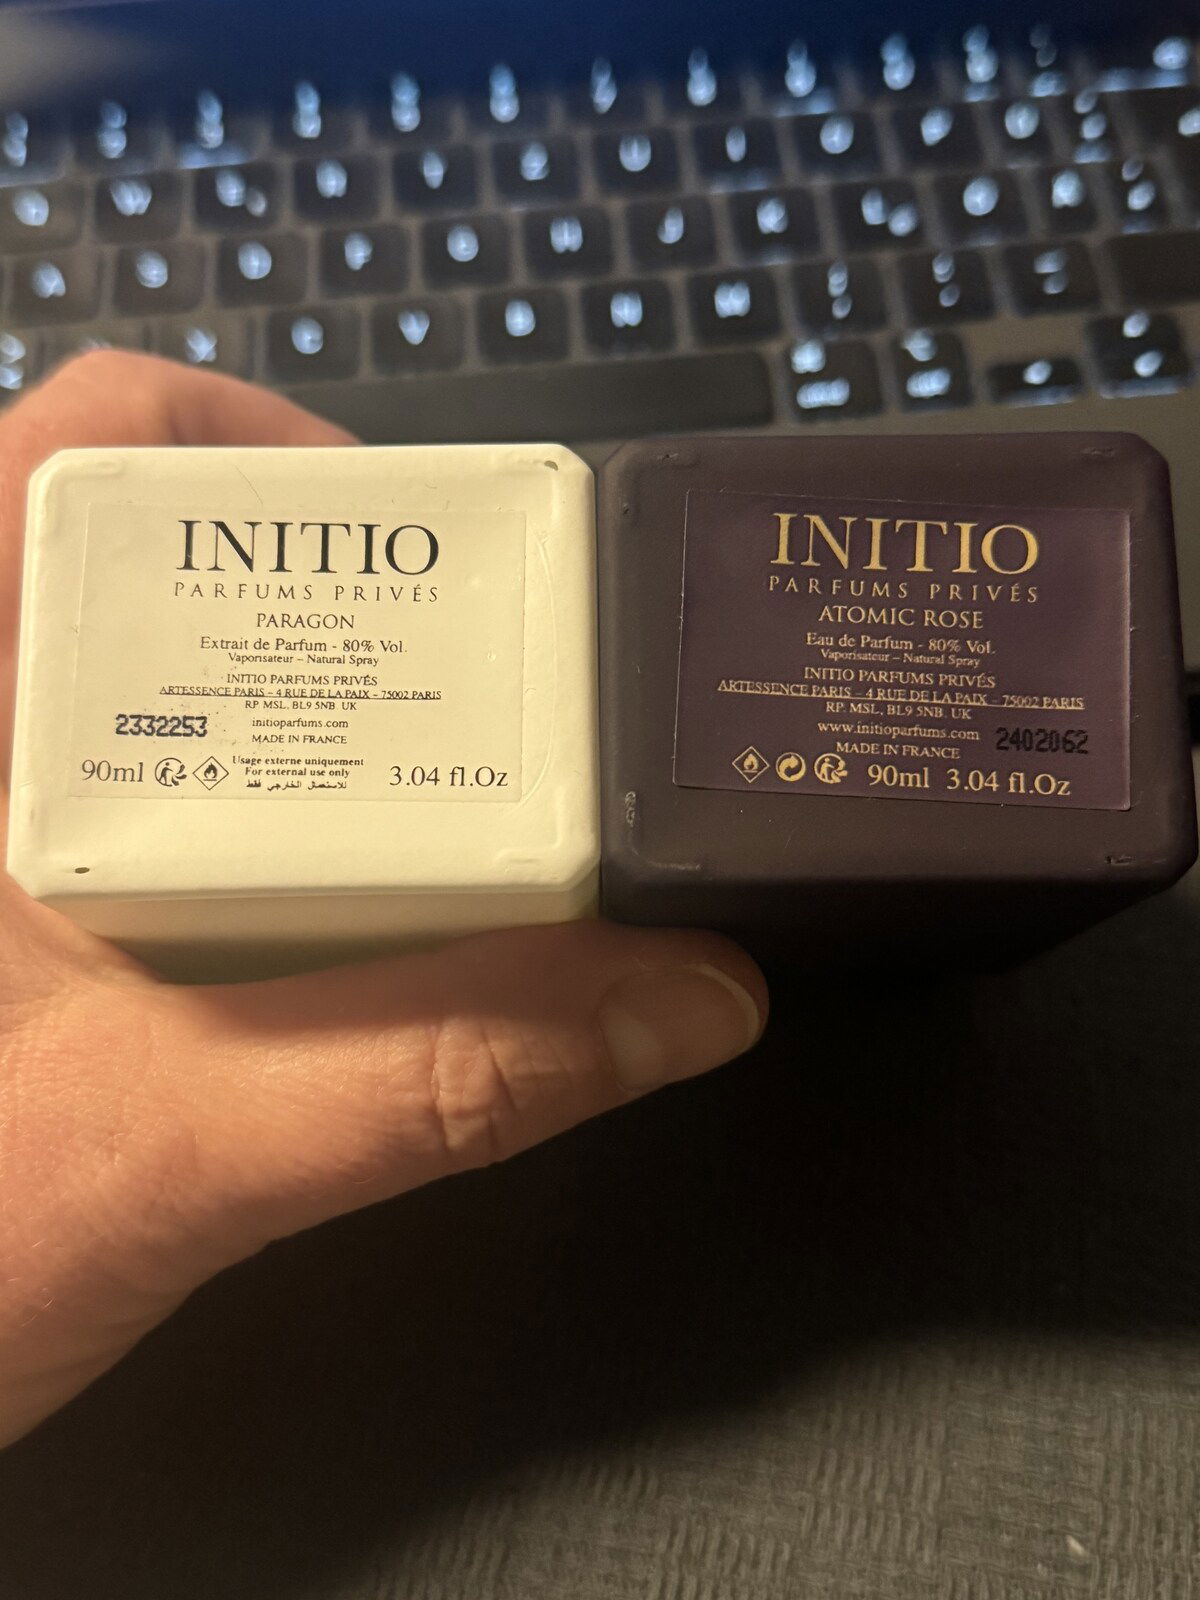 INITIO
PARFUMS PRIVÉS
PARAGON
Extrait de Parfum - 80% Vol.
Vaporisateur – Natural Spray
INITIO PARFUMS PRIVÉS
ARTESSENCE PARIS – 4 RUE DE LA PAIX – 75002 PARIS
RP. MSL, BL9 5NB. UK
2332253
initioparfums.com
MADE IN FRANCE
90ml
Usage externe uniquement
For external use only
للاستعمال الخارجي فقط
3.04 fl.Oz
INITIO
PARFUMS PRIVÉS
ATOMIC ROSE
Eau de Parfum - 80% Vol.
Vaporisateur – Natural Spray
INITIO PARFUMS PRIVÉS
ARTESSENCE PARIS – 4 RUE DE LA PAIX – 75002 PARIS
RP. MSL, BL9 5NB. UK
www.initioparfums.com
MADE IN FRANCE
2402062
90ml 3.04 fl.Oz